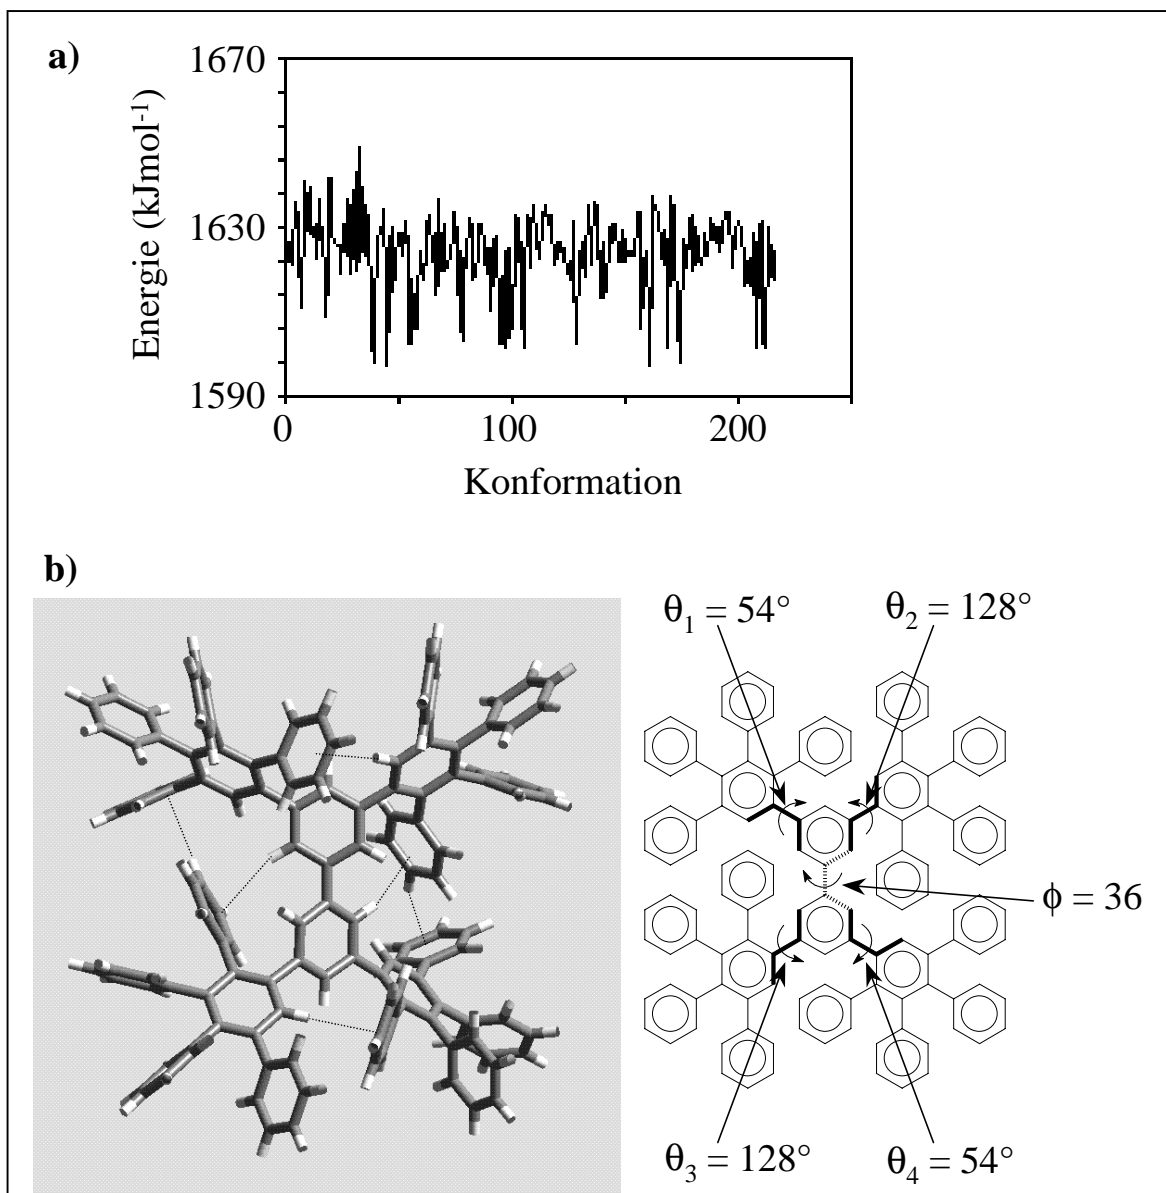 a)
Energie (kJmol⁻¹)
1670
1630
1590
0
100
200
Konformation
b)
θ₁ = 54°
θ₂ = 128°
ϕ = 36
θ₃ = 128°
θ₄ = 54°